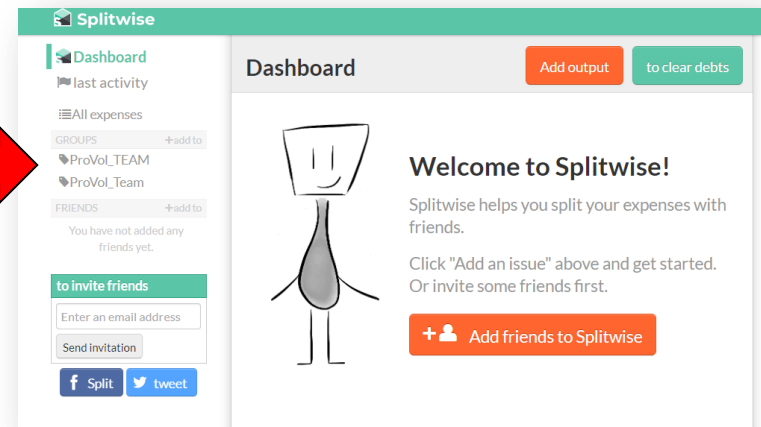 Splitwise
Dashboard
last activity
All expenses
GROUPS +add to
ProVol_TEAM
ProVol_Team
FRIENDS +add to
You have not added any
friends yet.
to invite friends
Enter an email address
Send invitation
f Split tweet
Dashboard
Add output
to clear debts
Welcome to Splitwise!
Splitwise helps you split your expenses with
friends.
Click "Add an issue" above and get started.
Or invite some friends first.
+ Add friends to Splitwise